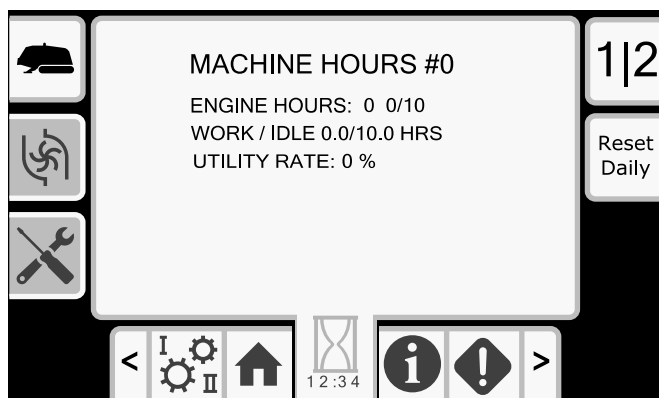 MACHINE HOURS #0
ENGINE HOURS: 0 0/10
WORK / IDLE 0.0/10.0 HRS
UTILITY RATE: 0 %
1|2
Reset
Daily
<
I
II
12:34
i
!
>